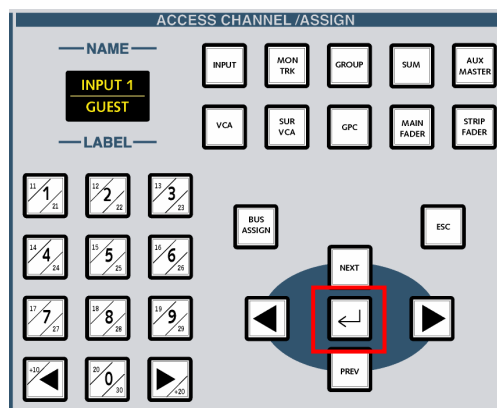 ACCESS CHANNEL /ASSIGN
NAME
INPUT 1
GUEST
LABEL
INPUT
MON
TRK
GROUP
SUM
AUX
MASTER
VCA
SUR
VCA
GPC
MAIN
FADER
STRIP
FADER
11 1 21
12 2 22
13 3 23
14 4 24
15 5 25
16 6 26
17 7 27
18 8 28
19 9 29
+10
20 0 30
+20
BUS
ASSIGN
ESC
NEXT
PREV